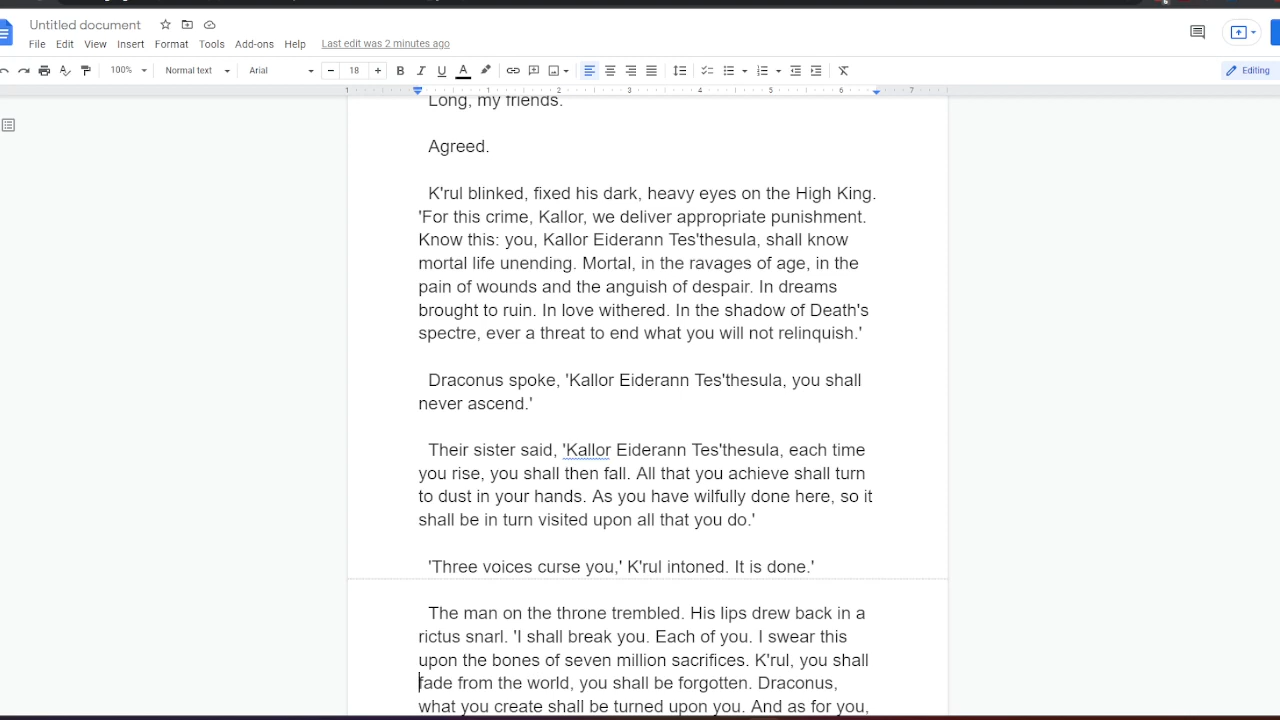 Untitled document
File Edit View Insert Format Tools Add-ons Help Last edit was 2 minutes ago
100% Normal text Arial 18 B I U A Editing
1 1 2 3 4 5 6 7
Long, my friends.
Agreed.
K'rul blinked, fixed his dark, heavy eyes on the High King.
'For this crime, Kallor, we deliver appropriate punishment.
Know this: you, Kallor Eiderann Tes'thesula, shall know
mortal life unending. Mortal, in the ravages of age, in the
pain of wounds and the anguish of despair. In dreams
brought to ruin. In love withered. In the shadow of Death's
spectre, ever a threat to end what you will not relinquish.'
Draconus spoke, 'Kallor Eiderann Tes'thesula, you shall
never ascend.'
Their sister said, 'Kallor Eiderann Tes'thesula, each time
you rise, you shall then fall. All that you achieve shall turn
to dust in your hands. As you have wilfully done here, so it
shall be in turn visited upon all that you do.'
'Three voices curse you,' K'rul intoned. It is done.'
The man on the throne trembled. His lips drew back in a
rictus snarl. 'I shall break you. Each of you. I swear this
upon the bones of seven million sacrifices. K'rul, you shall
fade from the world, you shall be forgotten. Draconus,
what you create shall be turned upon you. And as for you,